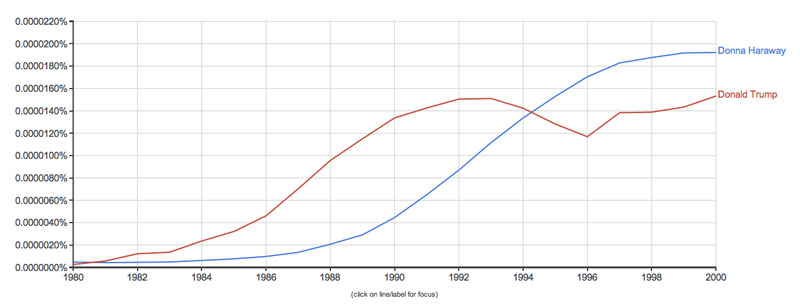 0.0000220%
0.0000200% Donna Haraway
0.0000180%
0.0000160% Donald Trump
0.0000140%
0.0000120%
0.0000100%
0.0000080%
0.0000060%
0.0000040%
0.0000020%
0.0000000%
1980 1982 1984 1986 1988 1990 1992 1994 1996 1998 2000
(click on line/label for focus)